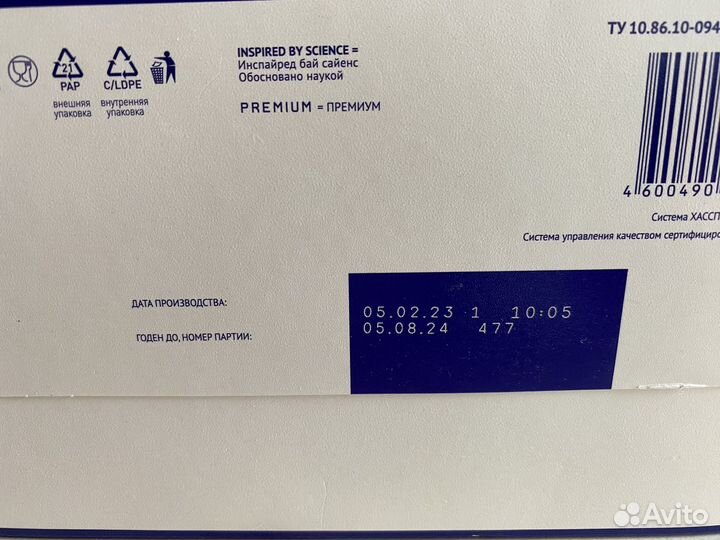 ТУ 10.86.10-094
INSPIRED BY SCIENCE =
Инспайред бай сайенс
Обосновано наукой
21
PAP
C/LDPE
внешняя
упаковка
внутренняя
упаковка
PREMIUM = ПРЕМИУМ
4 600490
Система ХАССП
Система управления качеством сертифициро
ДАТА ПРОИЗВОДСТВА:
05.02.23 1 10:05
ГОДЕН ДО, НОМЕР ПАРТИИ:
05.08.24 477
Avito